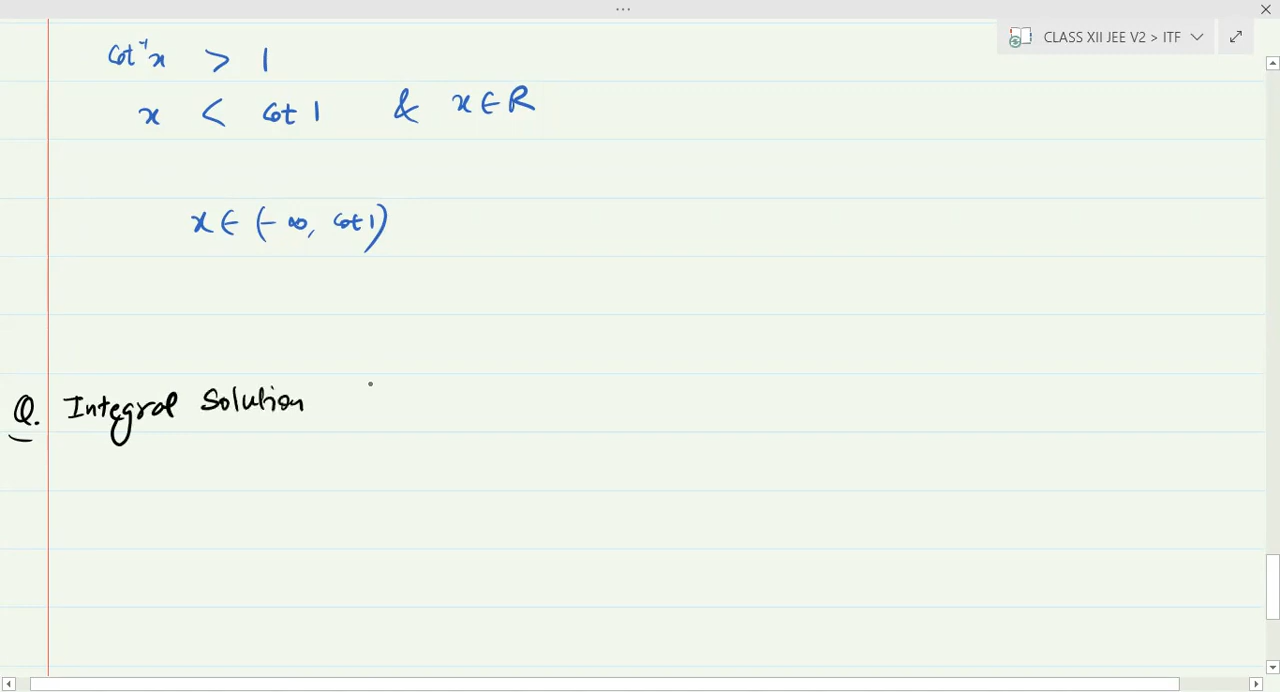 ...
CLASS XII JEE V2 > ITF
cot⁻¹x > 1
x < cot 1 & x ∈ R
x ∈ (-∞, cot 1)
Q. Integral Solution